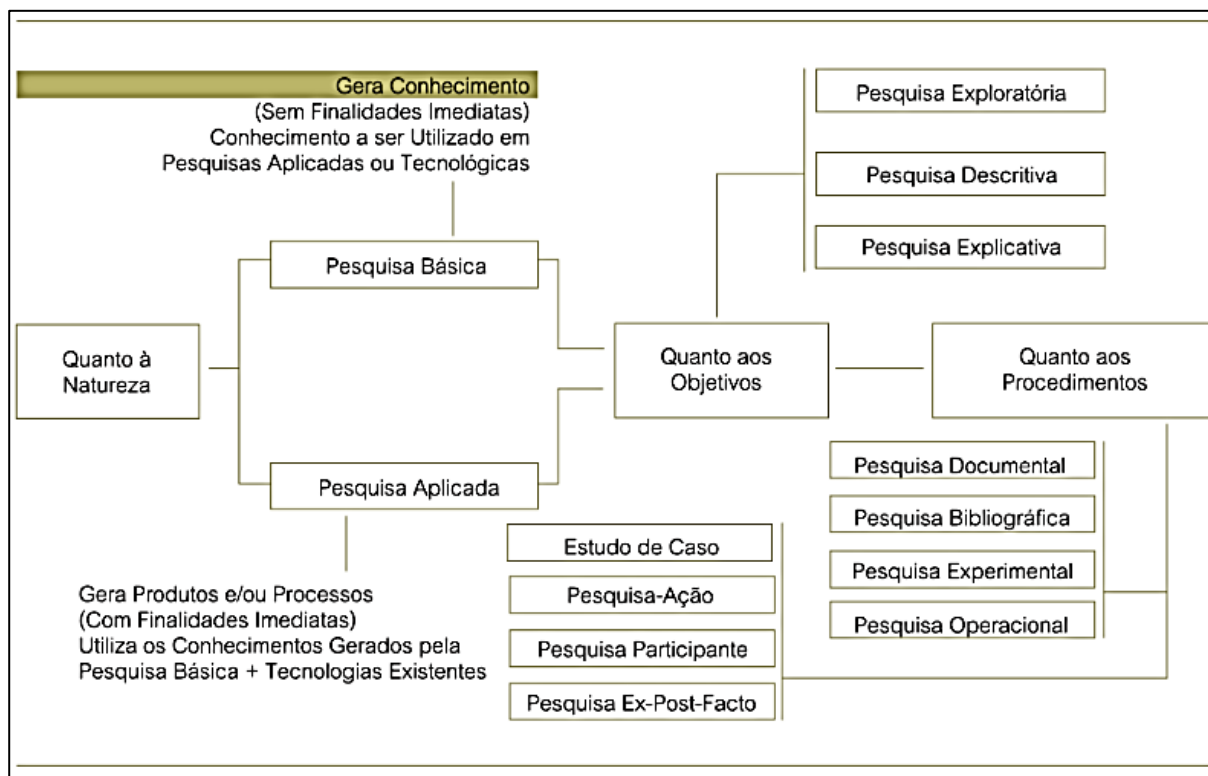 Gera Conhecimento
(Sem Finalidades Imediatas)
Conhecimento a ser Utilizado em
Pesquisas Aplicadas ou Tecnológicas
Pesquisa Exploratória
Pesquisa Descritiva
Pesquisa Explicativa
Pesquisa Básica
Quanto à
Natureza
Quanto aos
Objetivos
Quanto aos
Procedimentos
Pesquisa Aplicada
Gera Produtos e/ou Processos
(Com Finalidades Imediatas)
Utiliza os Conhecimentos Gerados pela
Pesquisa Básica + Tecnologias Existentes
Pesquisa Documental
Pesquisa Bibliográfica
Pesquisa Experimental
Pesquisa Operacional
Estudo de Caso
Pesquisa-Ação
Pesquisa Participante
Pesquisa Ex-Post-Facto